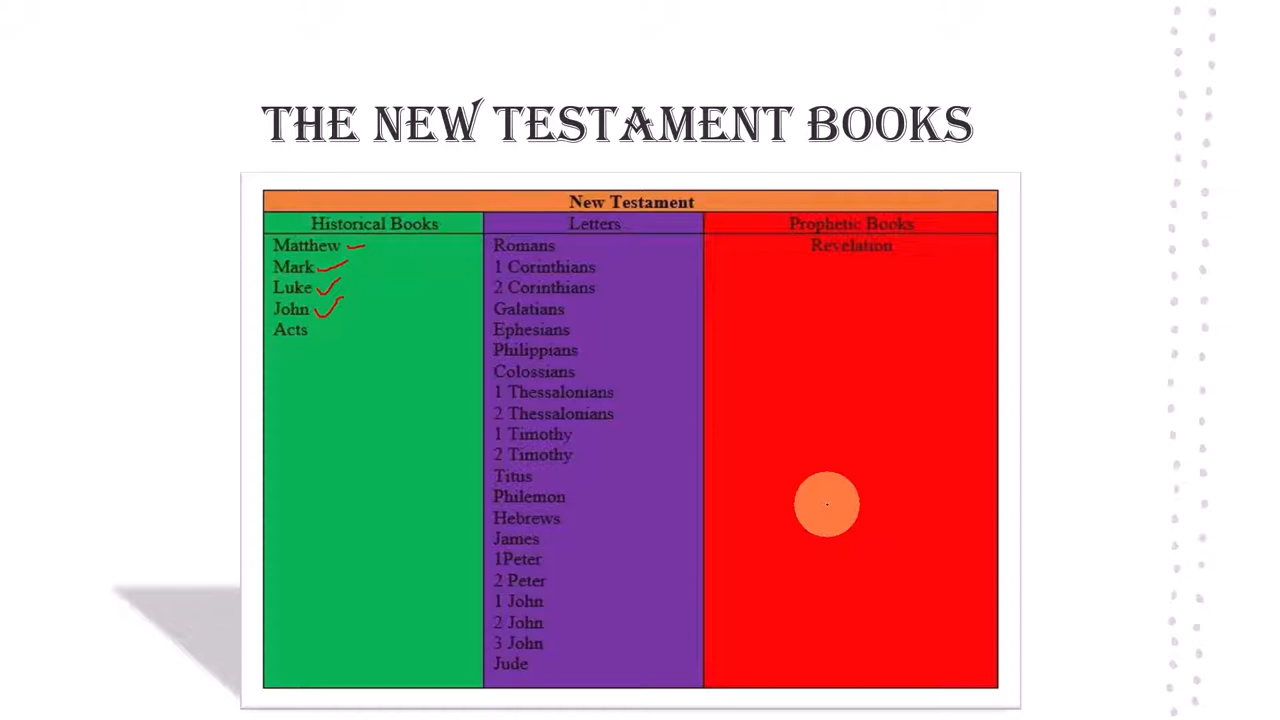 THE NEW TESTAMENT BOOKS
New Testament
Historical Books
Matthew
Mark
Luke
John
Acts
Letters
Romans
1 Corinthians
2 Corinthians
Galatians
Ephesians
Philippians
Colossians
1 Thessalonians
2 Thessalonians
1 Timothy
2 Timothy
Titus
Philemon
Hebrews
James
1Peter
2 Peter
1 John
2 John
3 John
Jude
Prophetic Books
Revelation